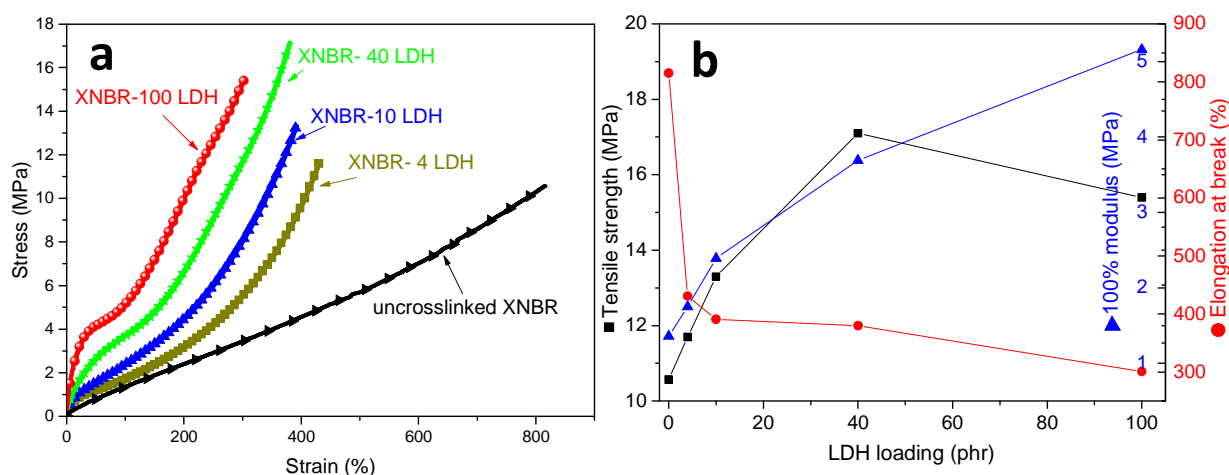 a
18
16
14
12
10
8
6
4
2
0
Stress (MPa)
XNBR- 40 LDH
XNBR-100 LDH
XNBR-10 LDH
XNBR- 4 LDH
uncrosslinked XNBR
0 200 400 600 800
Strain (%)
b
20
18
16
14
12
10
Tensile strength (MPa)
5
4
3
2
1
100% modulus (MPa)
900
800
700
600
500
400
300
Elongation at break (%)
0 20 40 60 80 100
LDH loading (phr)